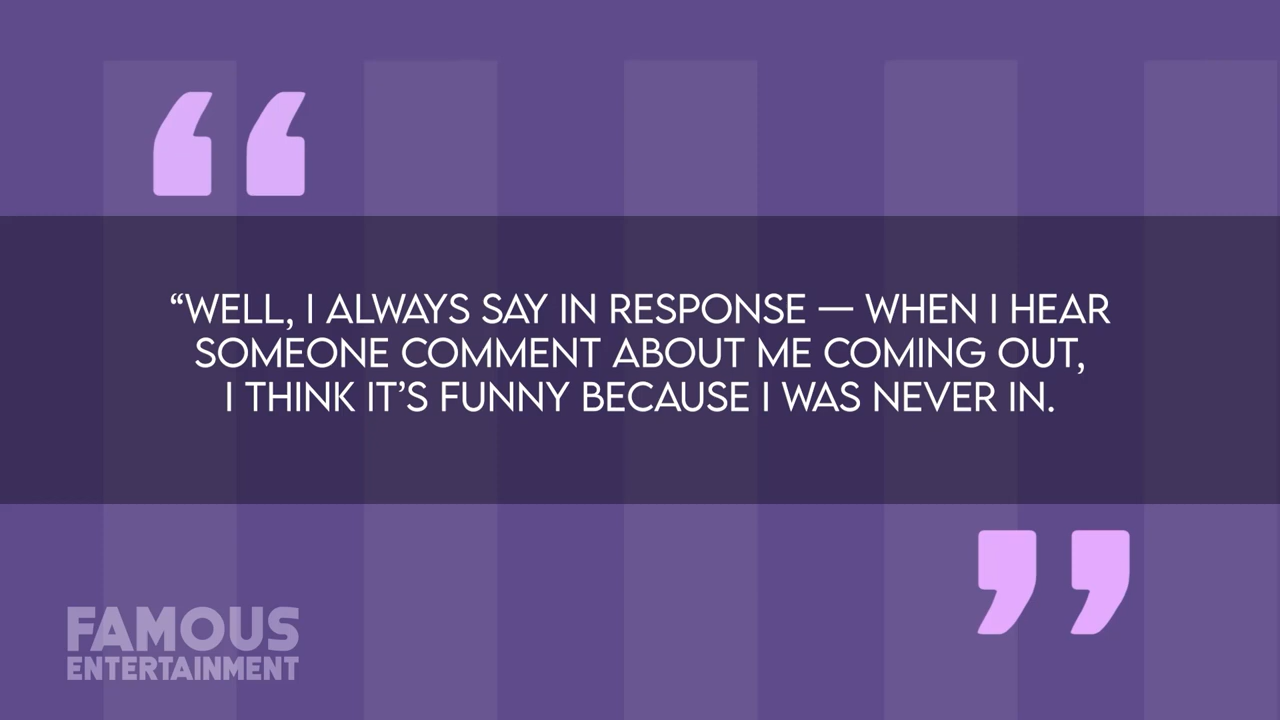 “WELL, I ALWAYS SAY IN RESPONSE — WHEN I HEAR
SOMEONE COMMENT ABOUT ME COMING OUT,
I THINK IT’S FUNNY BECAUSE I WAS NEVER IN.
FAMOUS
ENTERTAINMENT